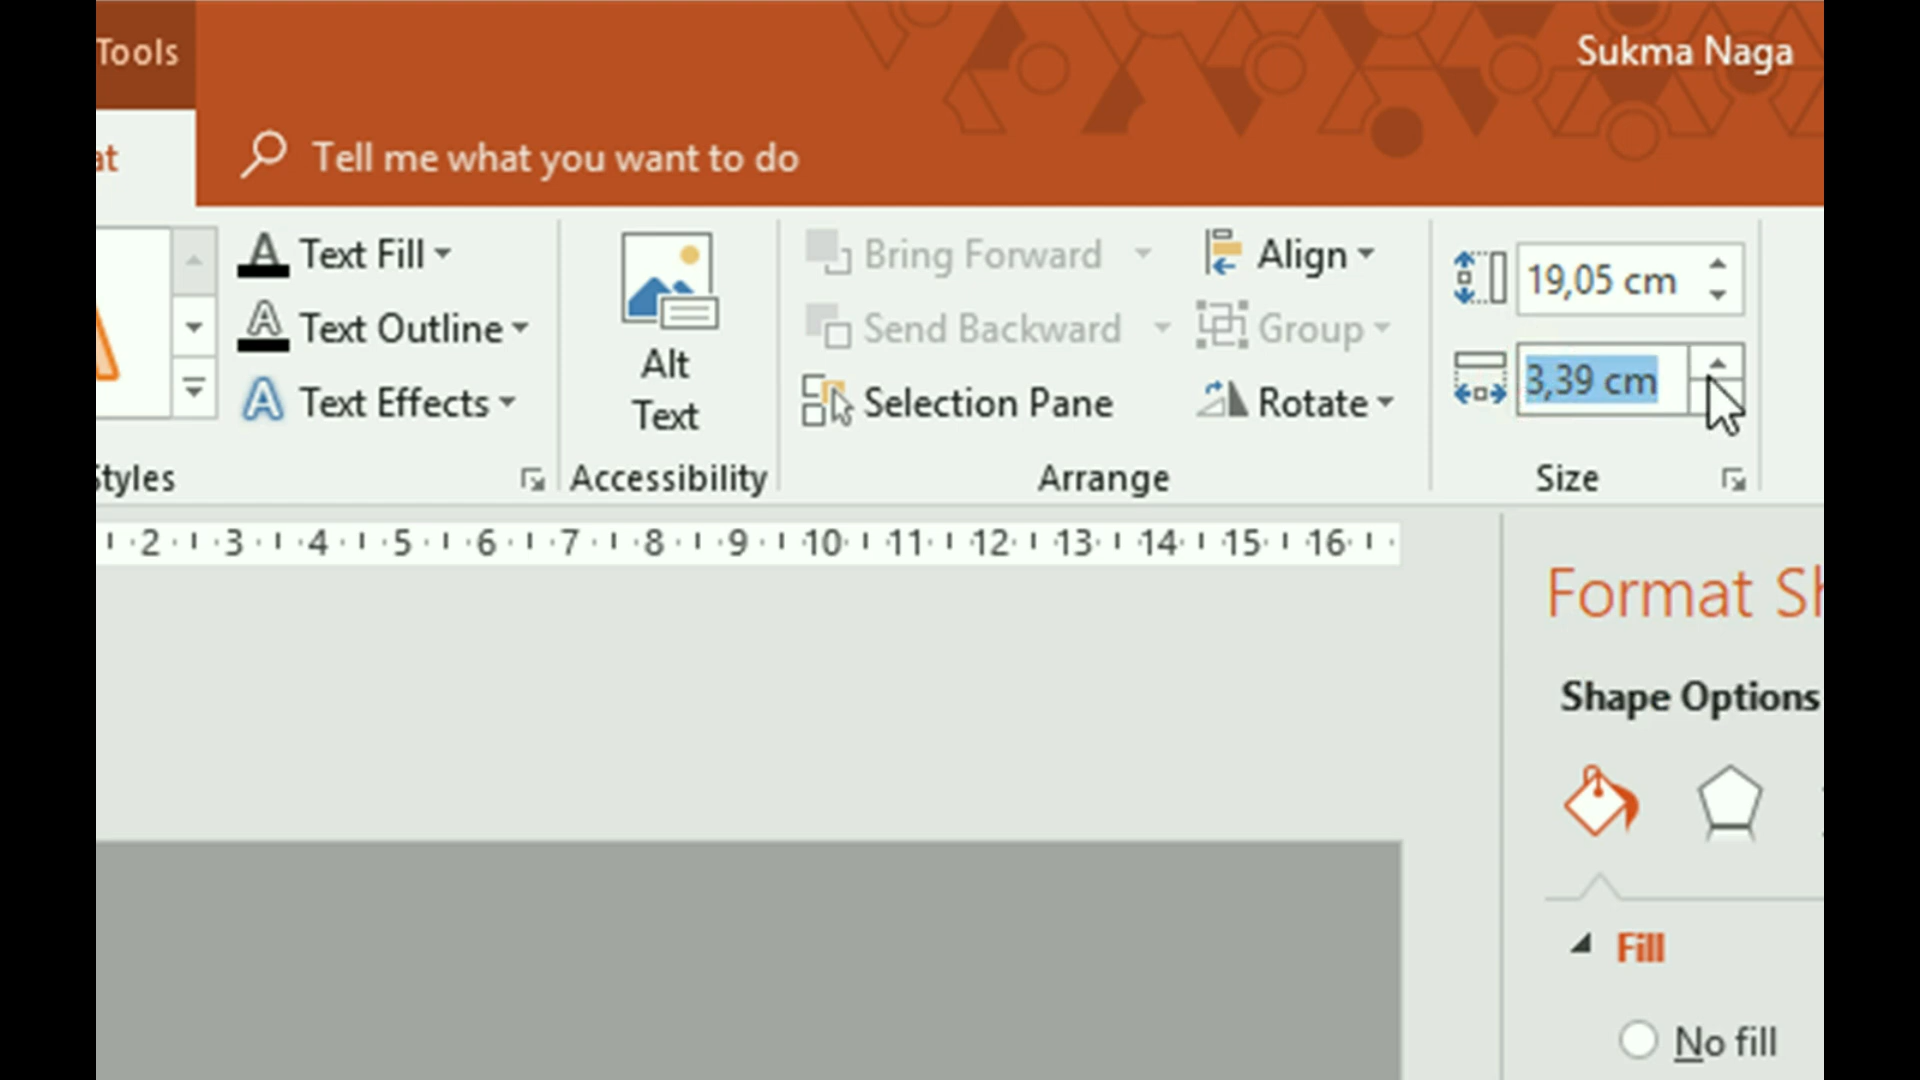 Tools
Sukma Naga
at
Tell me what you want to do
Text Fill
Text Outline
Text Effects
Styles
Alt
Text
Accessibility
Bring Forward
Send Backward
Selection Pane
Align
Group
Rotate
Arrange
19,05 cm
3,39 cm
Size
2 3 4 5 6 7 8 9 10 11 12 13 14 15 16
Format Sh
Shape Options
Fill
No fill